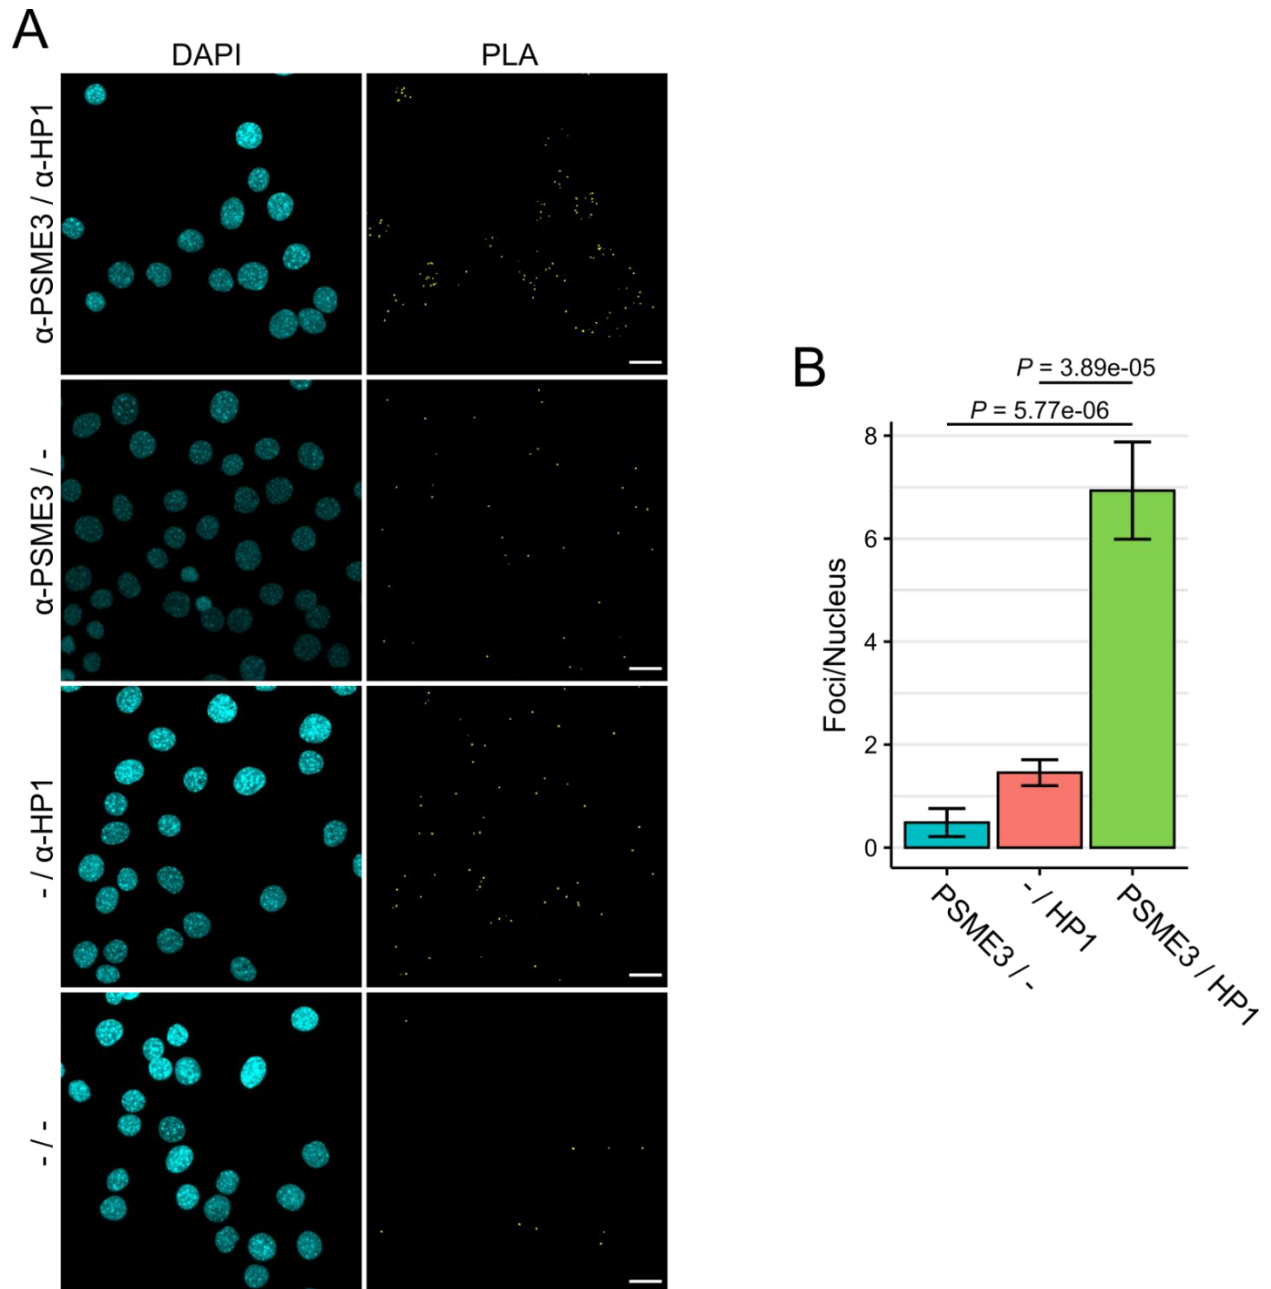 A
DAPI PLA
α-PSME3 / α-HP1
α-PSME3 / -
- / α-HP1
- / -
B
P = 3.89e-05
P = 5.77e-06
Foci/Nucleus
8
6
4
2
0
PSME3 / -
- / HP1
PSME3 / HP1